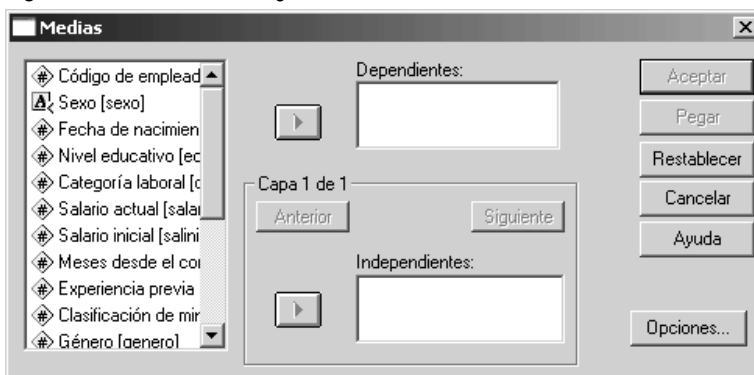 Medias
Código de emplead
Sexo [sexo]
Fecha de nacimien
Nivel educativo [ec
Categoría laboral [c
Salario actual [salar
Salario inicial [salini
Meses desde el cor
Experiencia previa
Clasificación de mir
Género [genero]
Dependientes:
Capa 1 de 1
Anterior
Siguiente
Independientes:
Aceptar
Pegar
Restablecer
Cancelar
Ayuda
Opciones...